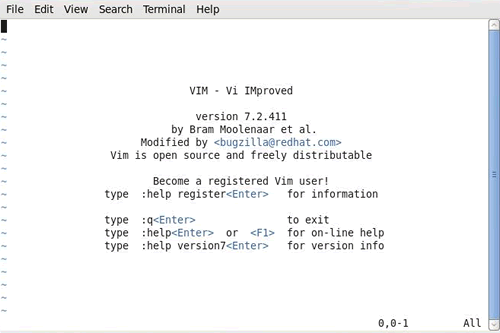 File Edit View Search Terminal Help
~
~
~
~
~
VIM - Vi IMproved
~
~
version 7.2.411
~
by Bram Moolenaar et al.
~
Modified by <bugzilla@redhat.com>
~
Vim is open source and freely distributable
~
~
Become a registered Vim user!
~
type :help register<Enter> for information
~
~
type :q<Enter> to exit
~
type :help<Enter> or <F1> for on-line help
~
type :help version7<Enter> for version info
~
~
~
~
~
0,0-1 All